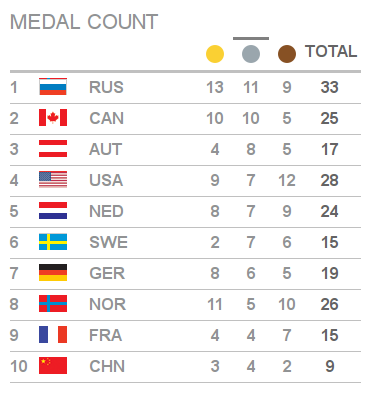 MEDAL COUNT
TOTAL
1 RUS 13 11 9 33
2 CAN 10 10 5 25
3 AUT 4 8 5 17
4 USA 9 7 12 28
5 NED 8 7 9 24
6 SWE 2 7 6 15
7 GER 8 6 5 19
8 NOR 11 5 10 26
9 FRA 4 4 7 15
10 CHN 3 4 2 9